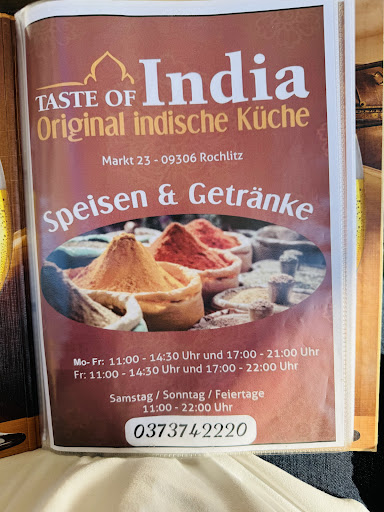 TASTE OF India
Original indische Küche
Markt 23 - 09306 Rochlitz
Speisen & Getränke
Mo- Fr: 11:00 - 14:30 Uhr und 17:00 - 21:00 Uhr
Fr: 11:00 - 14:30 Uhr und 17:00 - 22:00 Uhr
Samstag / Sonntag / Feiertage
11:00 - 22:00 Uhr
0373742220